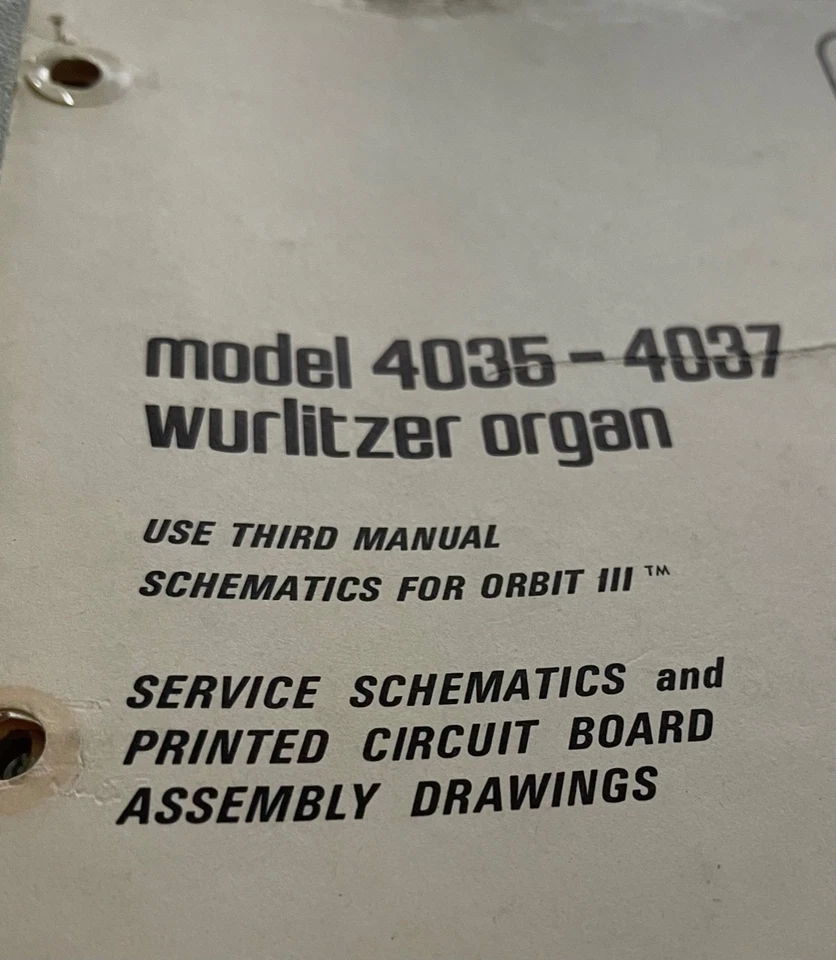 model 4035 - 4037
wurlitzer organ
USE THIRD MANUAL
SCHEMATICS FOR ORBIT III ™
SERVICE SCHEMATICS and
PRINTED CIRCUIT BOARD
ASSEMBLY DRAWINGS